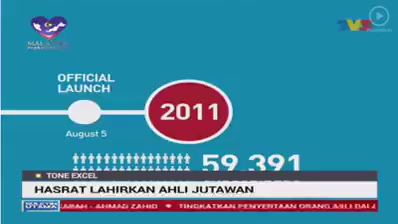 OFFICIAL
LAUNCH
August 5
2011
59,391
TONE EXCEL
HASRAT LAHIRKAN AHLI JUTAWAN
AHMAD ZAHID
TINGKATKAN PENYERTAAN ORANG ASLI DALA